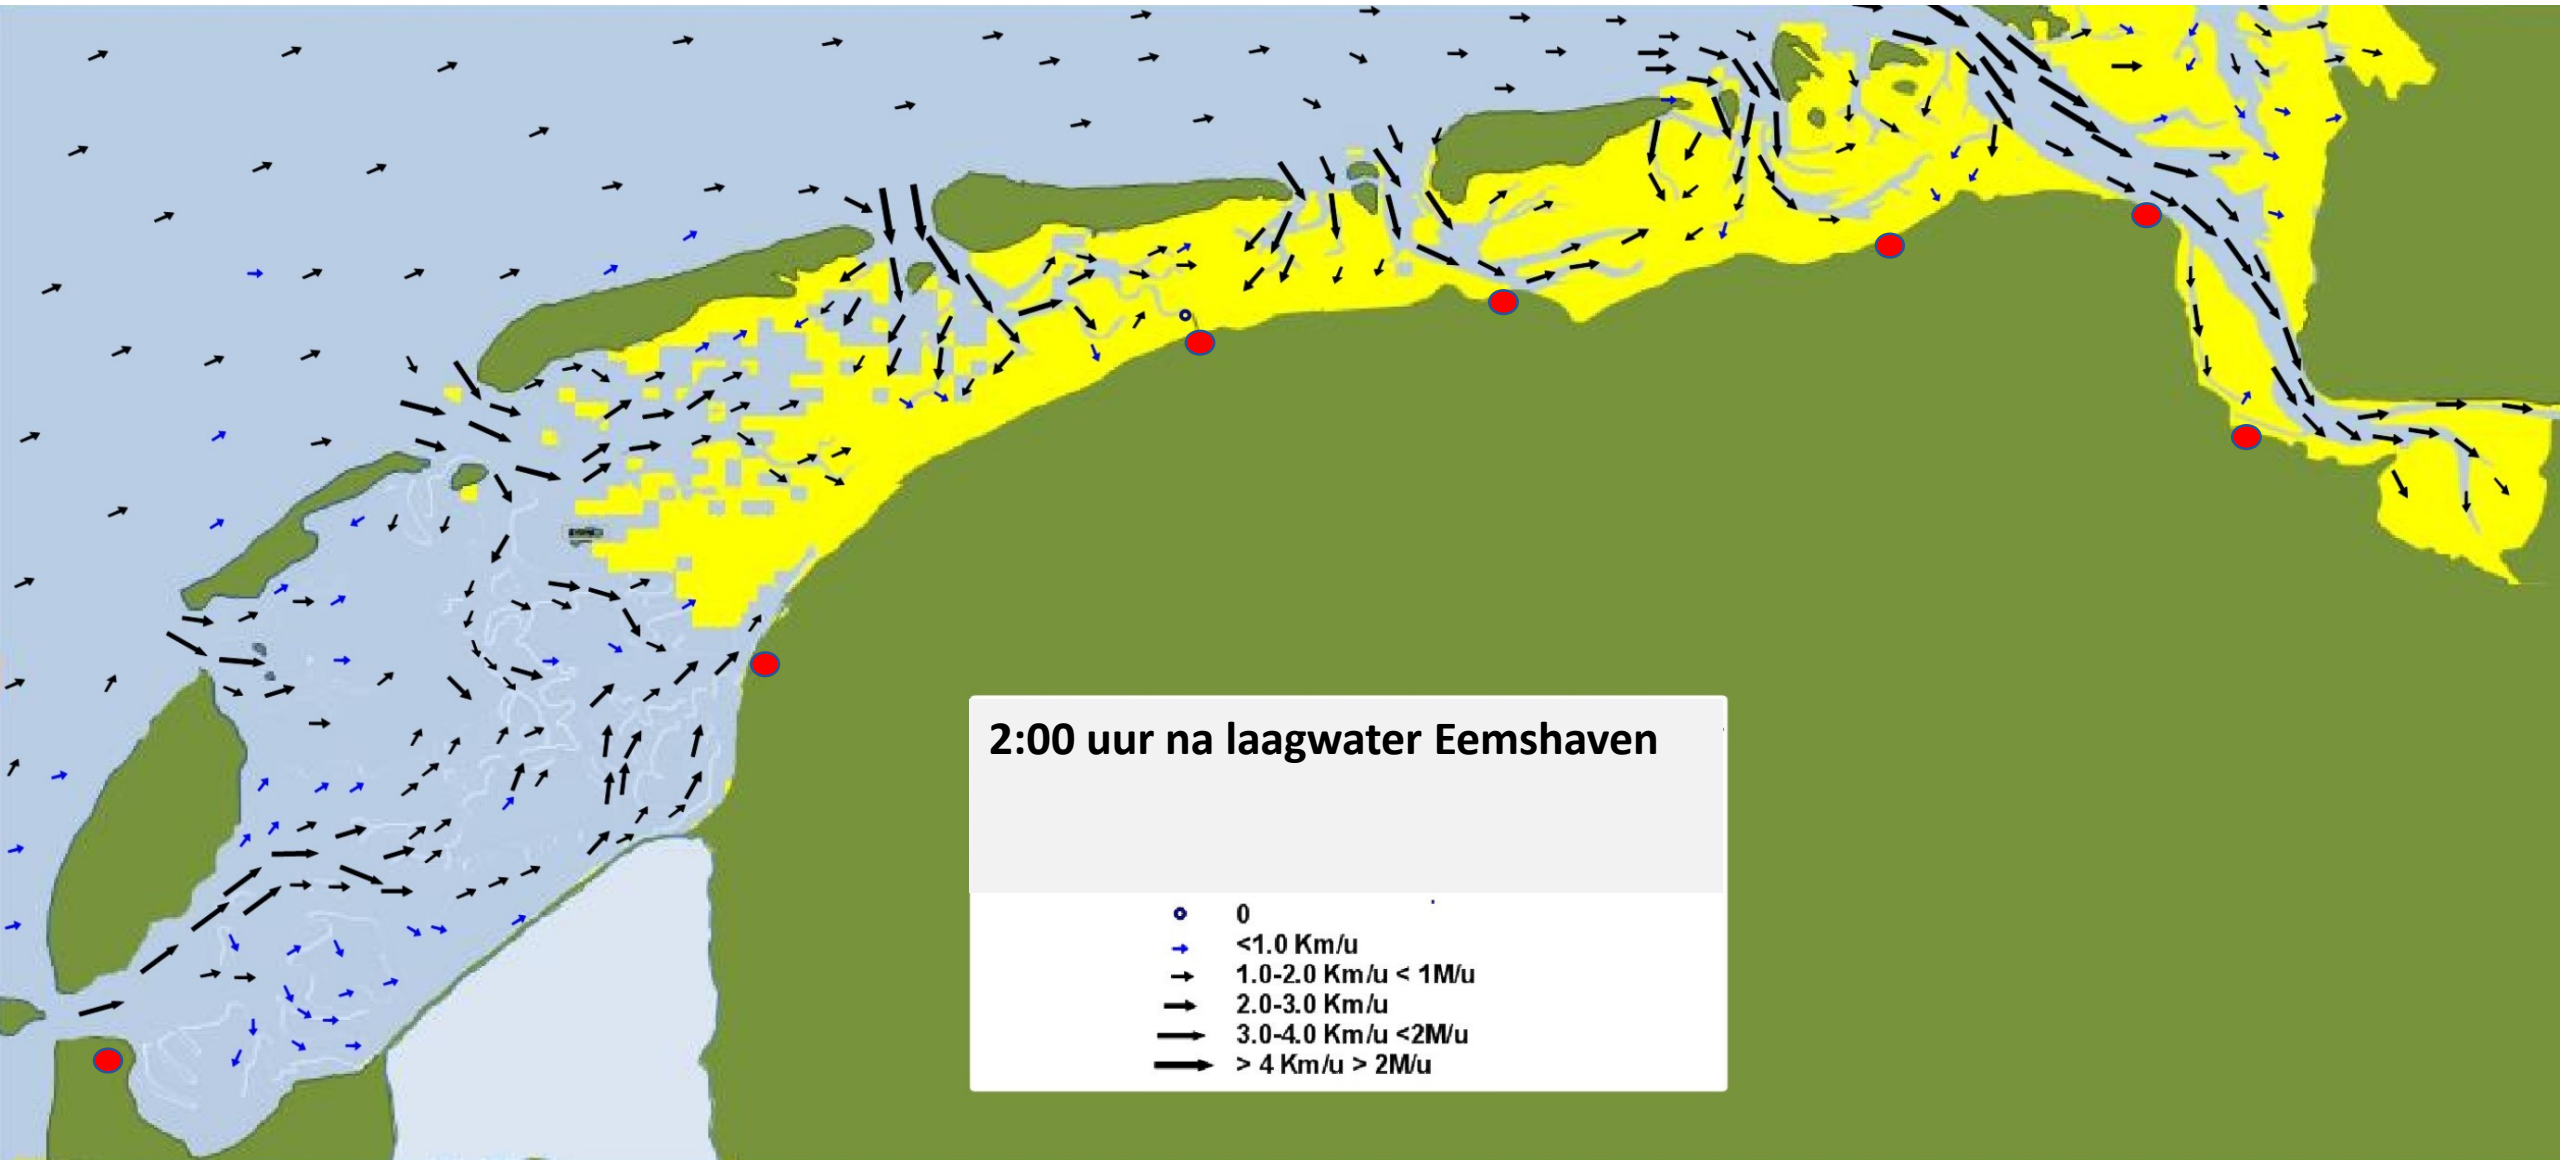 2:00 uur na laagwater Eemshaven
0
<1.0 Km/u
1.0-2.0 Km/u < 1M/u
2.0-3.0 Km/u
3.0-4.0 Km/u <2M/u
> 4 Km/u > 2M/u